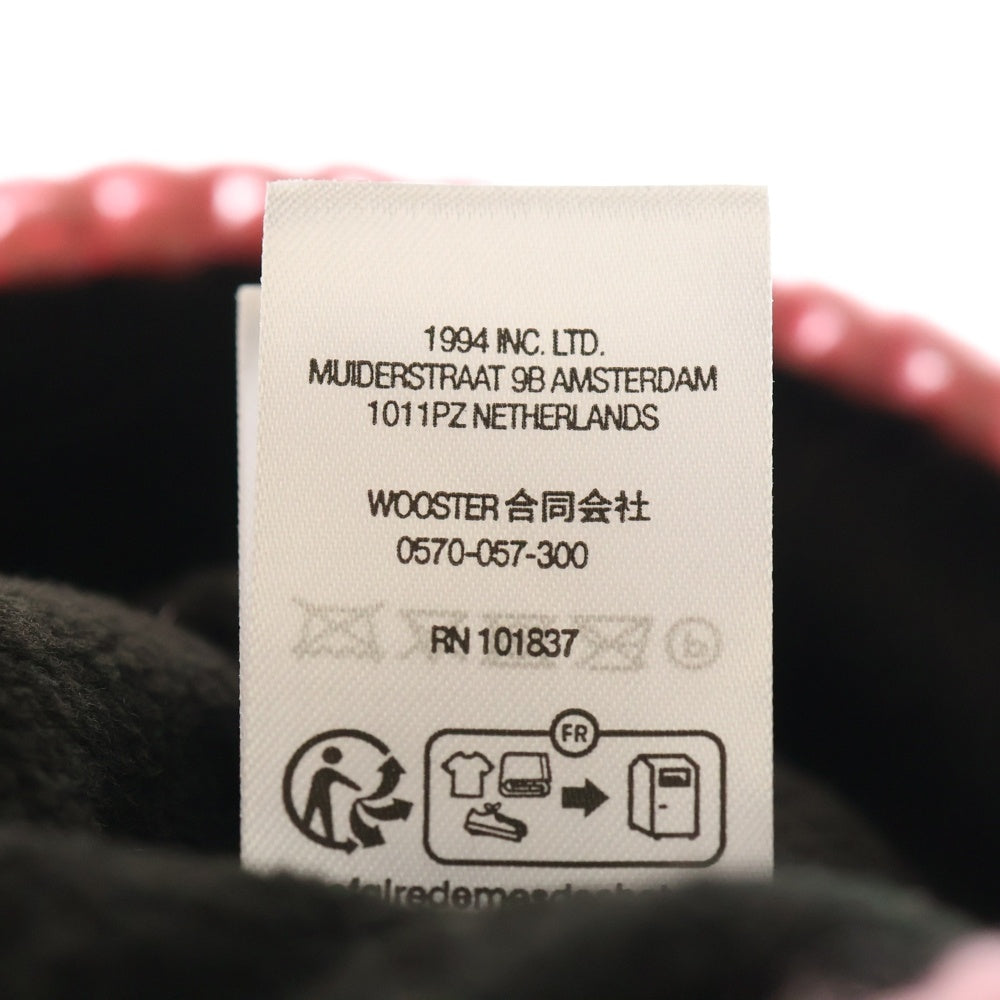 1994 INC. LTD.
MUIDERSTRAAT 9B AMSTERDAM
1011PZ NETHERLANDS
WOOSTER 合同会社
0570-057-300
RN 101837
P
FR